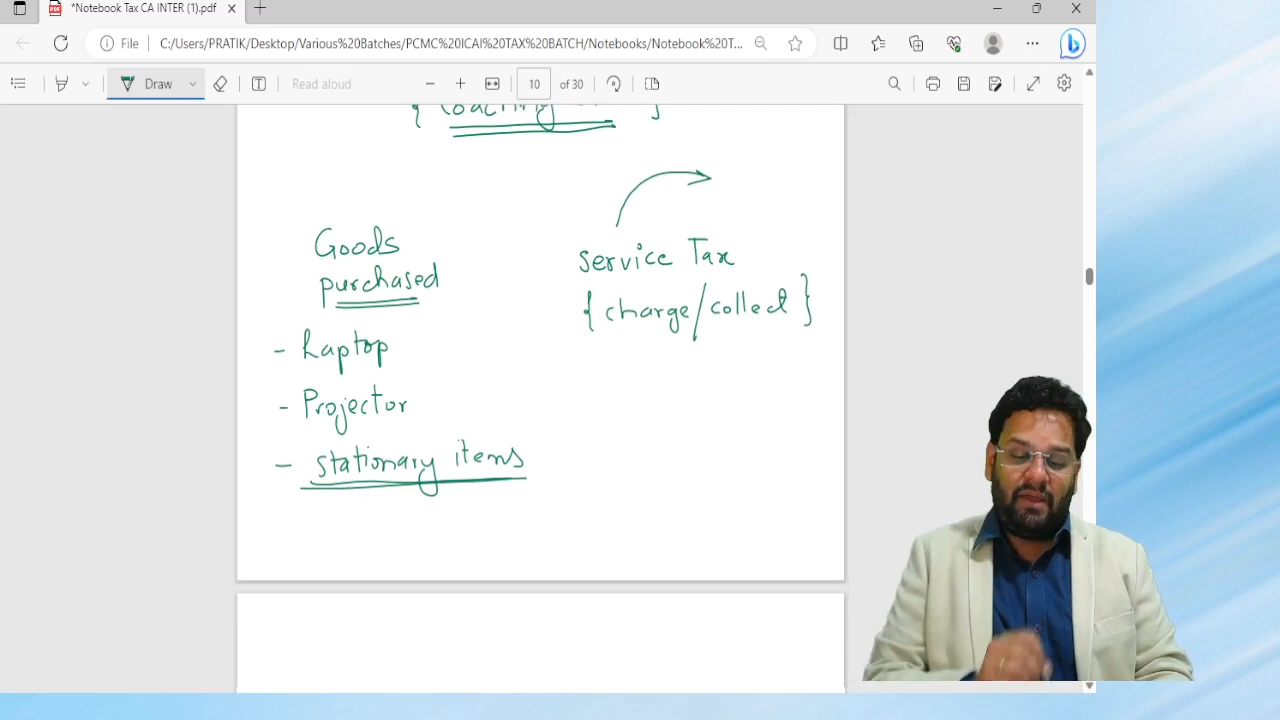 *Notebook Tax CA INTER (1).pdf
File
C:/Users/PRATIK/Desktop/Various%20Batches/PCMC%20ICAI%20TAX%20BATCH/Notebooks/Notebook%20T...
Draw
Read aloud
10
of 30
{ Coaching
Goods
purchased
- Laptop
- Projector
- stationary items
service Tax
{charge/collect}